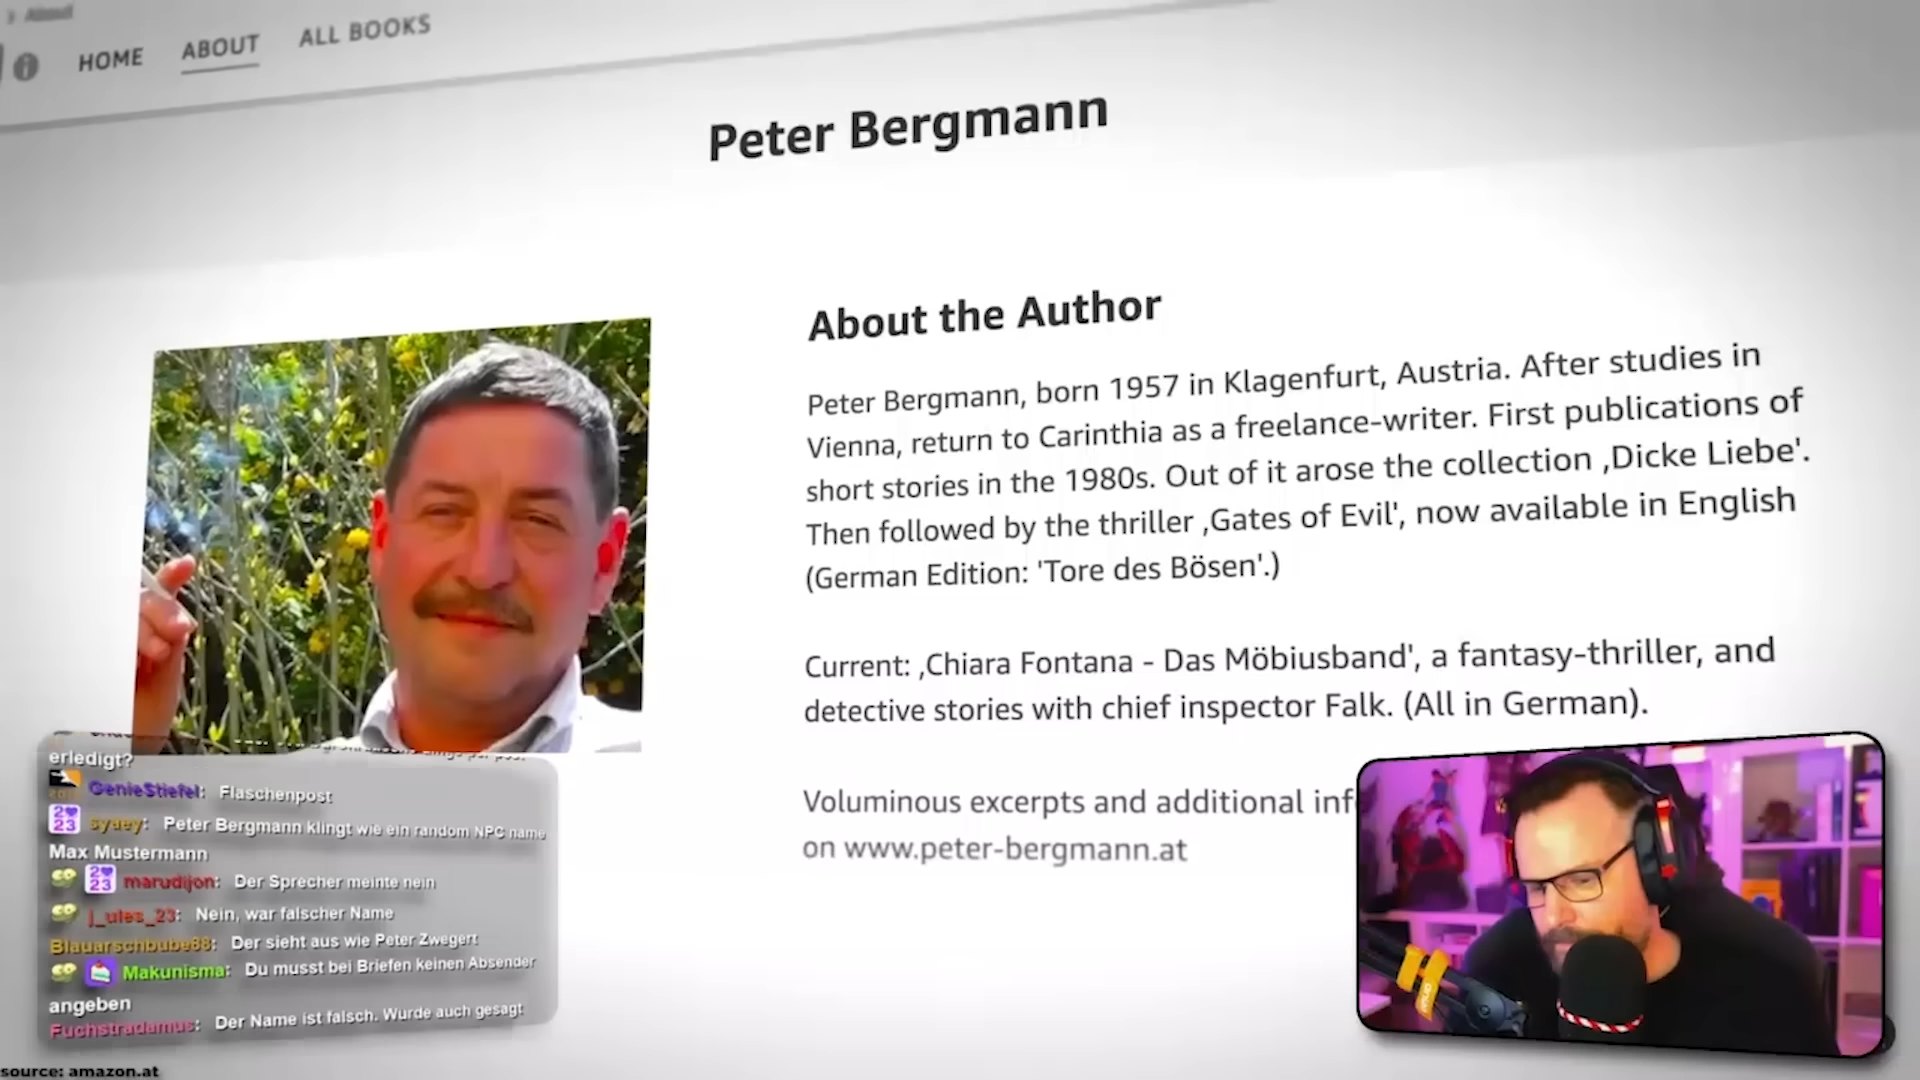 About
HOME ABOUT ALL BOOKS
Peter Bergmann
About the Author
Peter Bergmann, born 1957 in Klagenfurt, Austria. After studies in
Vienna, return to Carinthia as a freelance-writer. First publications of
short stories in the 1980s. Out of it arose the collection ‚Dicke Liebe'.
Then followed by the thriller ‚Gates of Evil', now available in English
(German Edition: 'Tore des Bösen'.)
Current: ‚Chiara Fontana - Das Möbiusband', a fantasy-thriller, and
detective stories with chief inspector Falk. (All in German).
Voluminous excerpts and additional inf
on www.peter-bergmann.at
erledigt?
GenieStiefel: Flaschenpost
syaey: Peter Bergmann klingt wie ein random NPC name
Max Mustermann
marudijon: Der Sprecher meinte nein
j_ules_23: Nein, war falscher Name
Blauarschbube88: Der sieht aus wie Peter Zwegert
Makunisma: Du musst bei Briefen keinen Absender
angeben
Fuchstradamus: Der Name ist falsch. Wurde auch gesagt
source: amazon.at